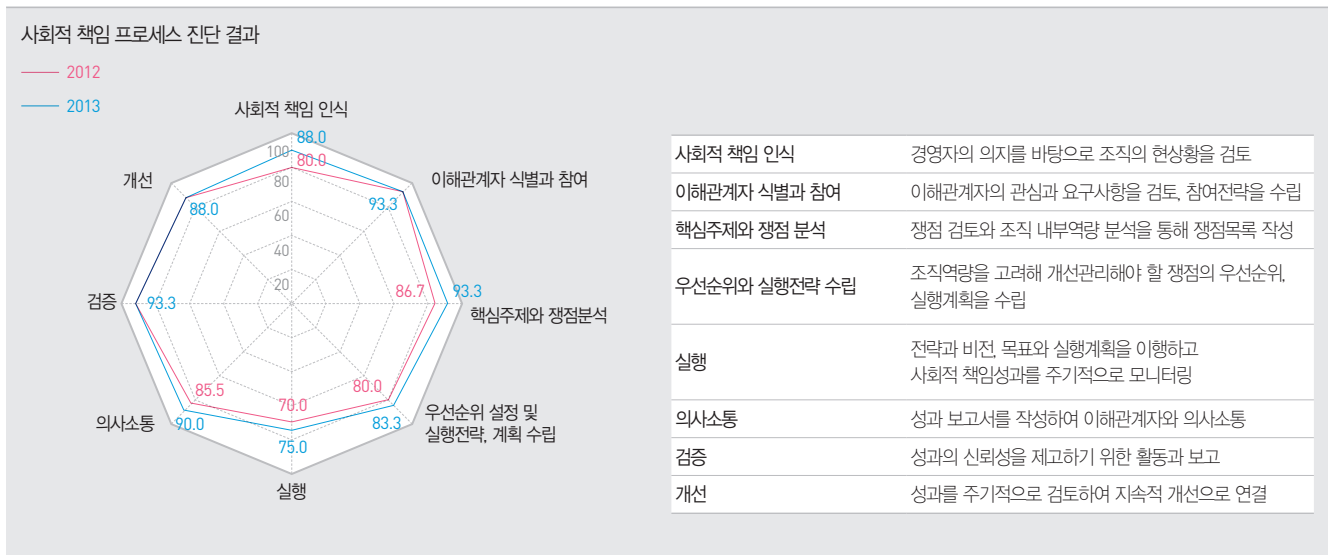 사회적 책임 프로세스 진단 결과
2012
2013
사회적 책임 인식
88.0
100
80.0
개선
이해관계자 식별과 참여
80
88.0
93.3
60
40
20
검증
93.3
86.7
93.3
핵심주제와 쟁점분석
85.5
80.0
70.0
의사소통
90.0
83.3
우선순위 설정 및
실행전략, 계획 수립
75.0
실행
사회적 책임 인식 경영자의 의지를 바탕으로 조직의 현상황을 검토
이해관계자 식별과 참여 이해관계자의 관심과 요구사항을 검토, 참여전략을 수립
핵심주제와 쟁점 분석 쟁점 검토와 조직 내부역량 분석을 통해 쟁점목록 작성
우선순위와 실행전략 수립 조직역량을 고려해 개선관리해야 할 쟁점의 우선순위,
실행계획을 수립
실행 전략과 비전, 목표와 실행계획을 이행하고
사회적 책임성과를 주기적으로 모니터링
의사소통 성과 보고서를 작성하여 이해관계자와 의사소통
검증 성과의 신뢰성을 제고하기 위한 활동과 보고
개선 성과를 주기적으로 검토하여 지속적 개선으로 연결